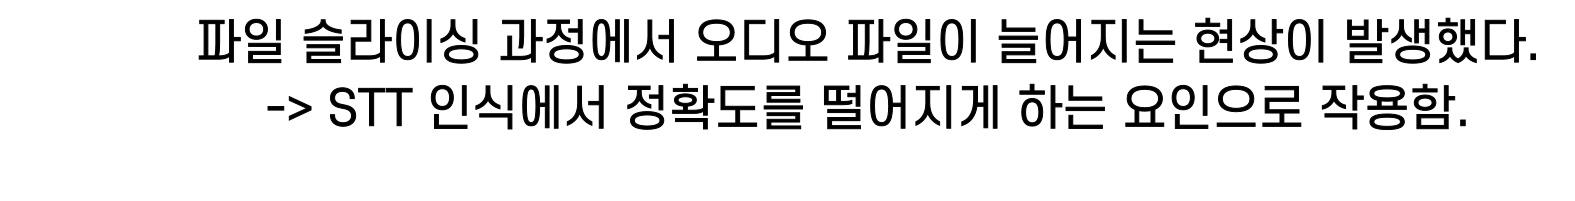 파일 슬라이싱 과정에서 오디오 파일이 늘어지는 현상이 발생했다.
-> STT 인식에서 정확도를 떨어지게 하는 요인으로 작용함.